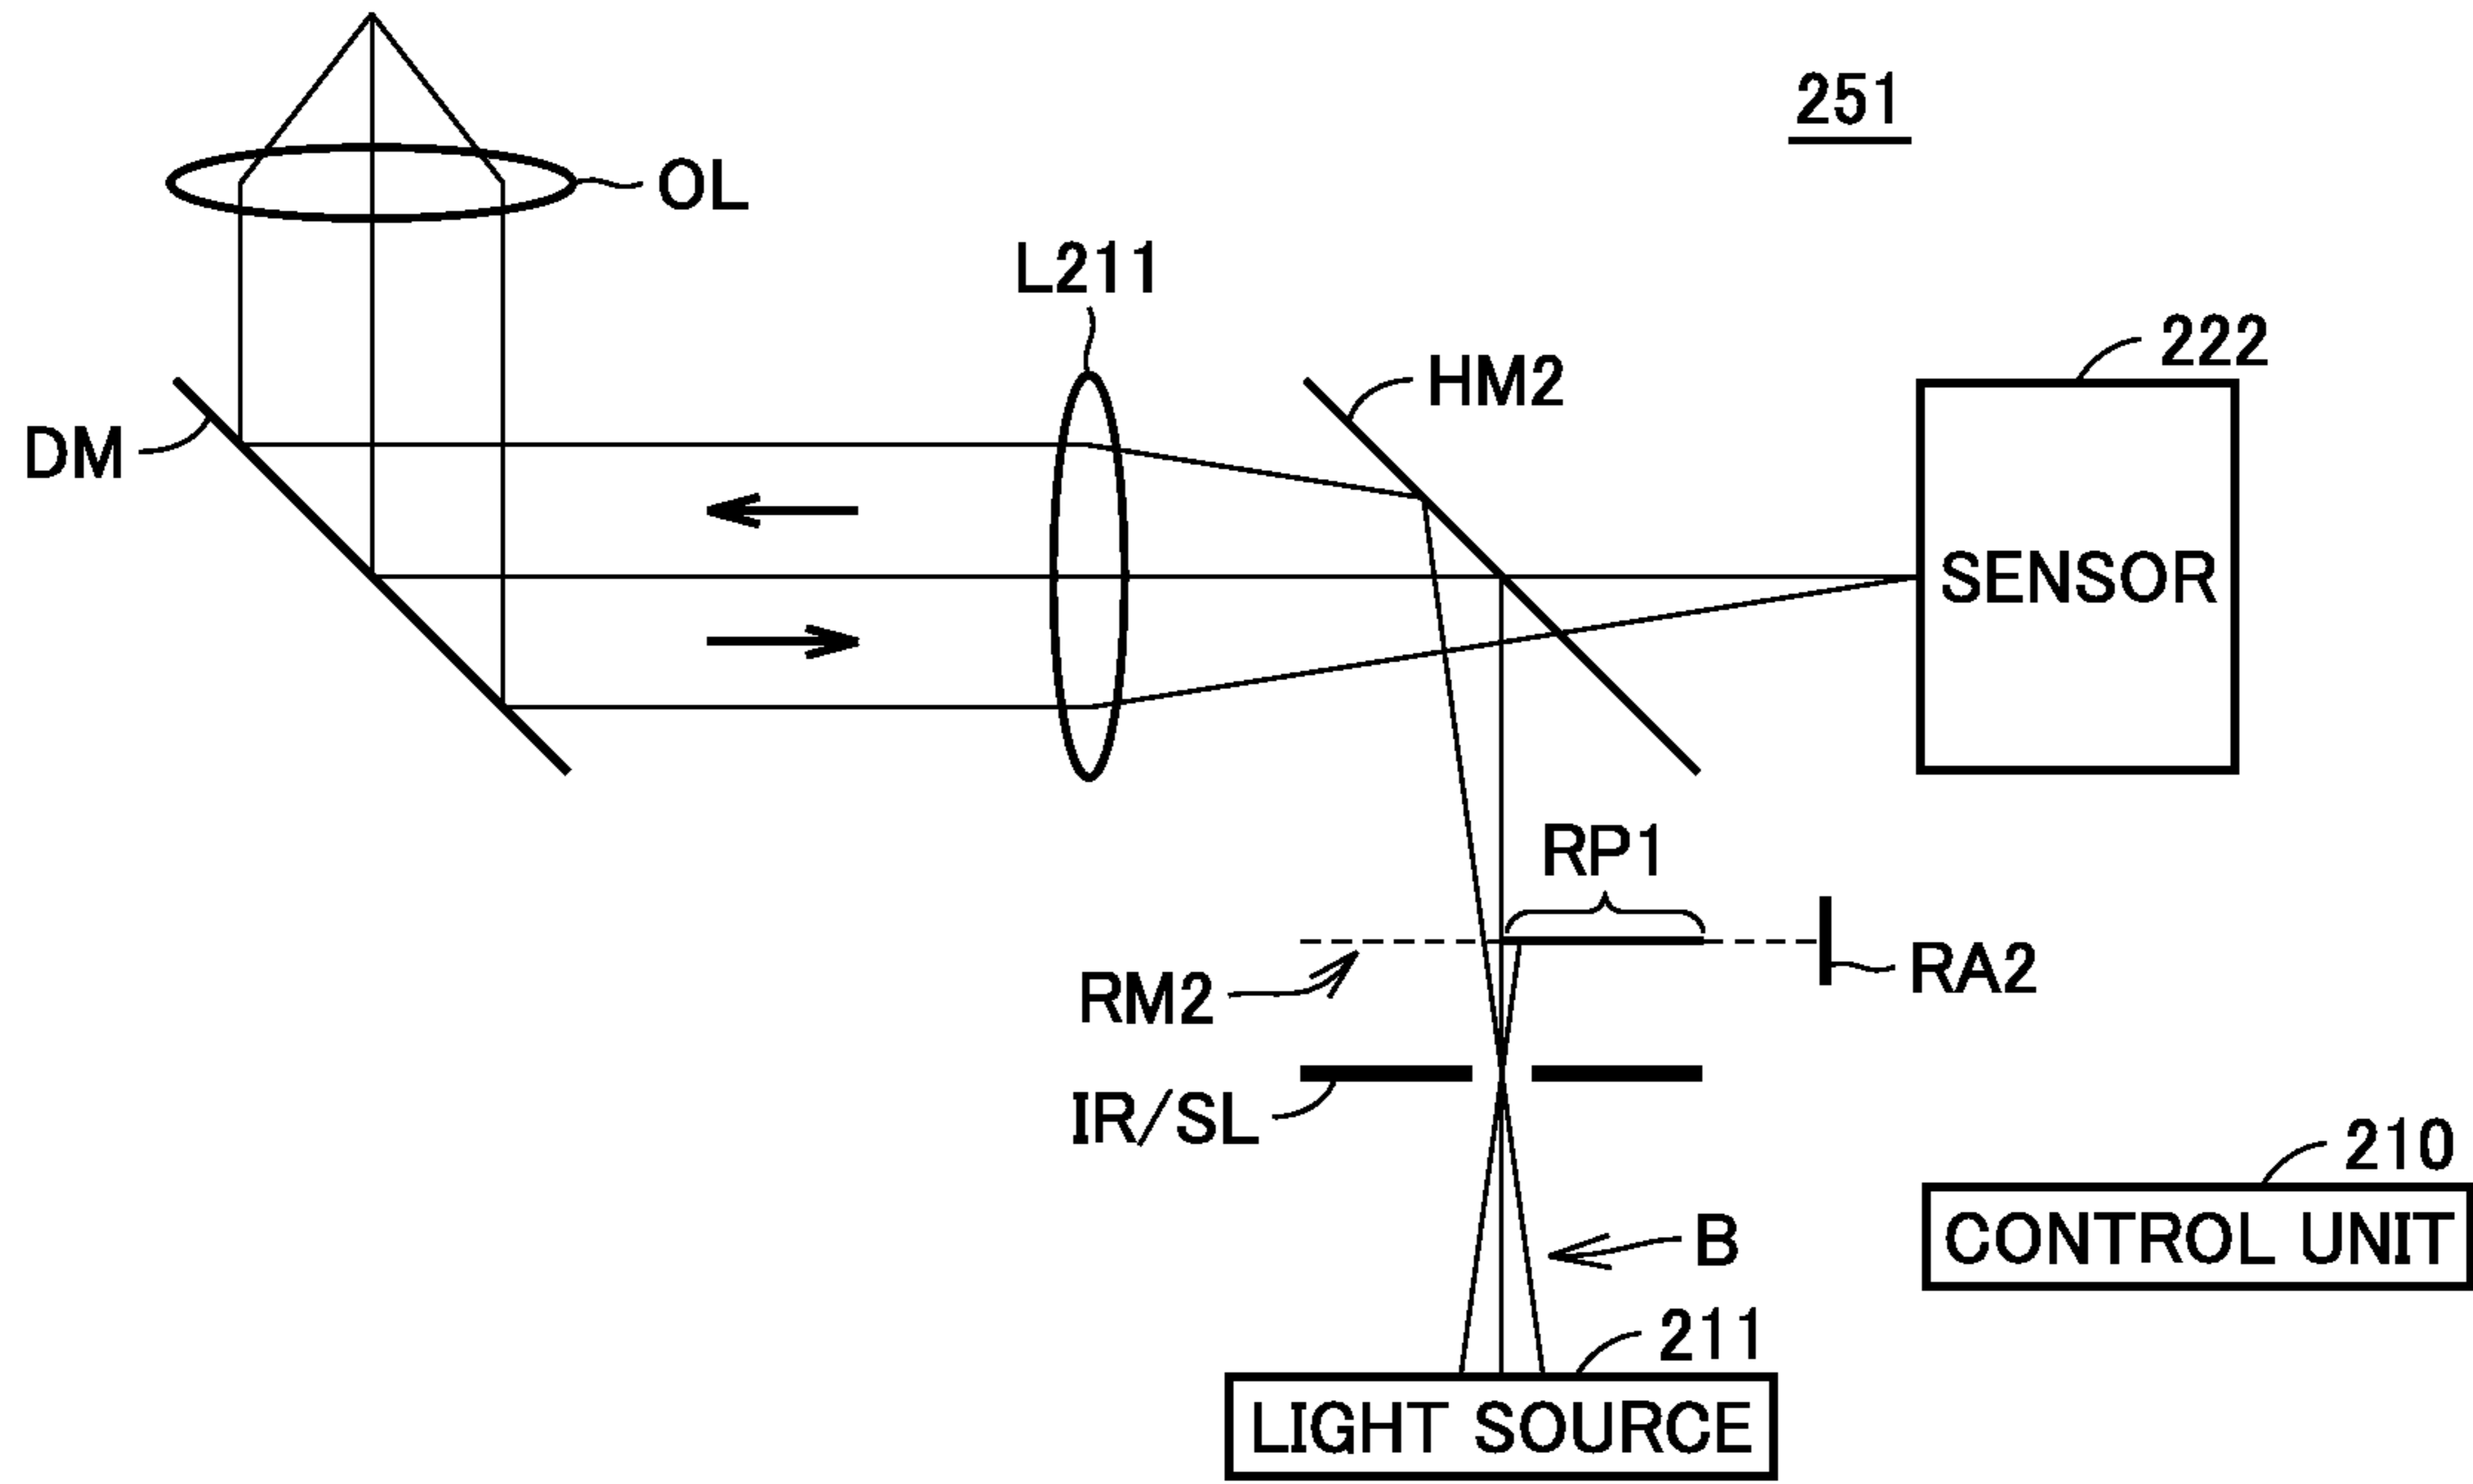 251
OL
L211
222
HM2
DM
SENSOR
RP1
RM2
RA2
IR/SL
210
CONTROL UNIT
B
211
LIGHT SOURCE